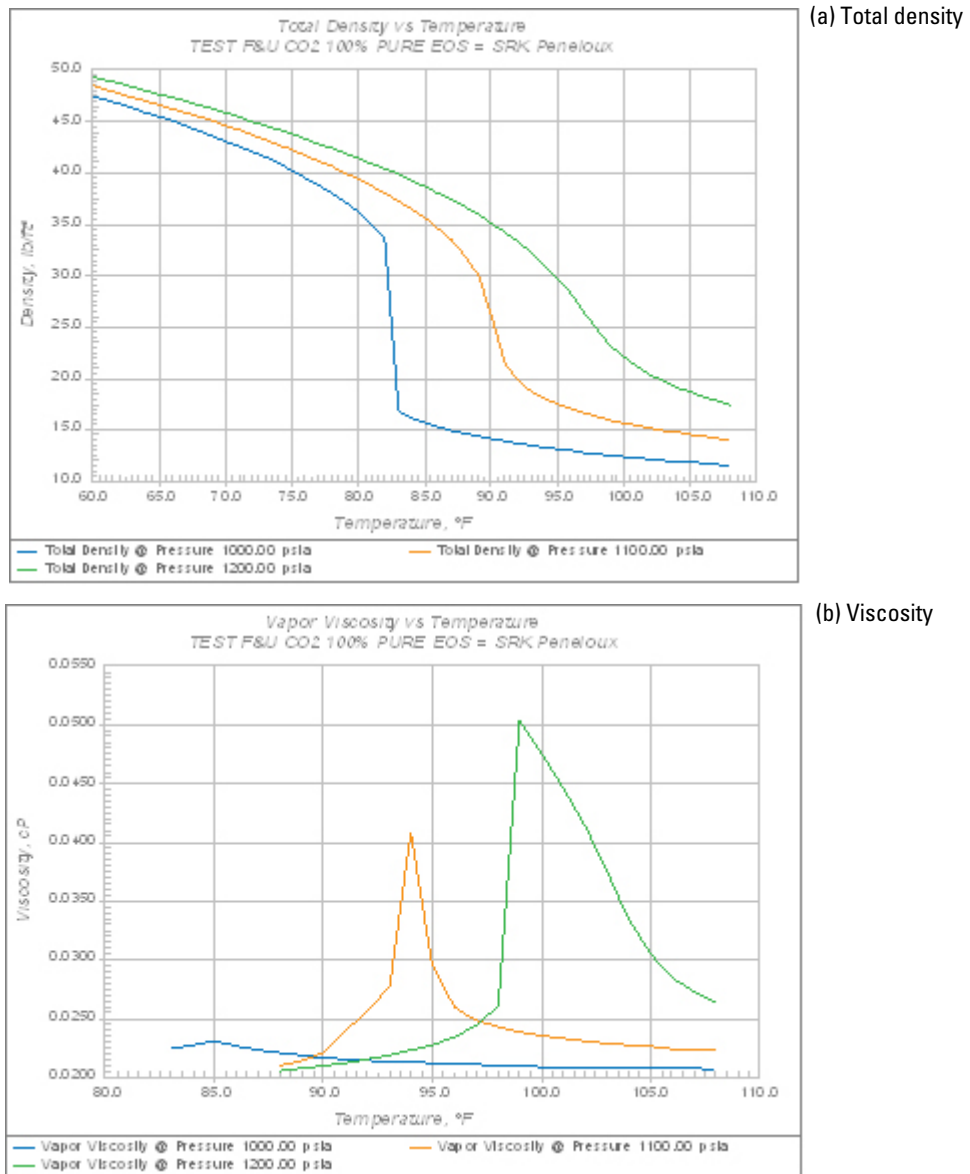 (a) Total density
Total Density vs Temperature
TEST F&U CO2 100% PURE EOS = SRK Peneloux
50.0
45.0
40.0
35.0
30.0
25.0
20.0
15.0
10.0
Density, lb/ft³
60.0 65.0 70.0 75.0 80.0 85.0 90.0 95.0 100.0 105.0 110.0
Temperature, °F
Total Density @ Pressure 1000.00 psia
Total Density @ Pressure 1100.00 psia
Total Density @ Pressure 1200.00 psia
(b) Viscosity
Vapor Viscosity vs Temperature
TEST F&U CO2 100% PURE EOS = SRK Peneloux
0.0550
0.0500
0.0450
0.0400
0.0350
0.0300
0.0250
0.0200
Viscosity, cP
80.0 85.0 90.0 95.0 100.0 105.0 110.0
Temperature, °F
Vapor Viscosity @ Pressure 1000.00 psia
Vapor Viscosity @ Pressure 1100.00 psia
Vapor Viscosity @ Pressure 1200.00 psia